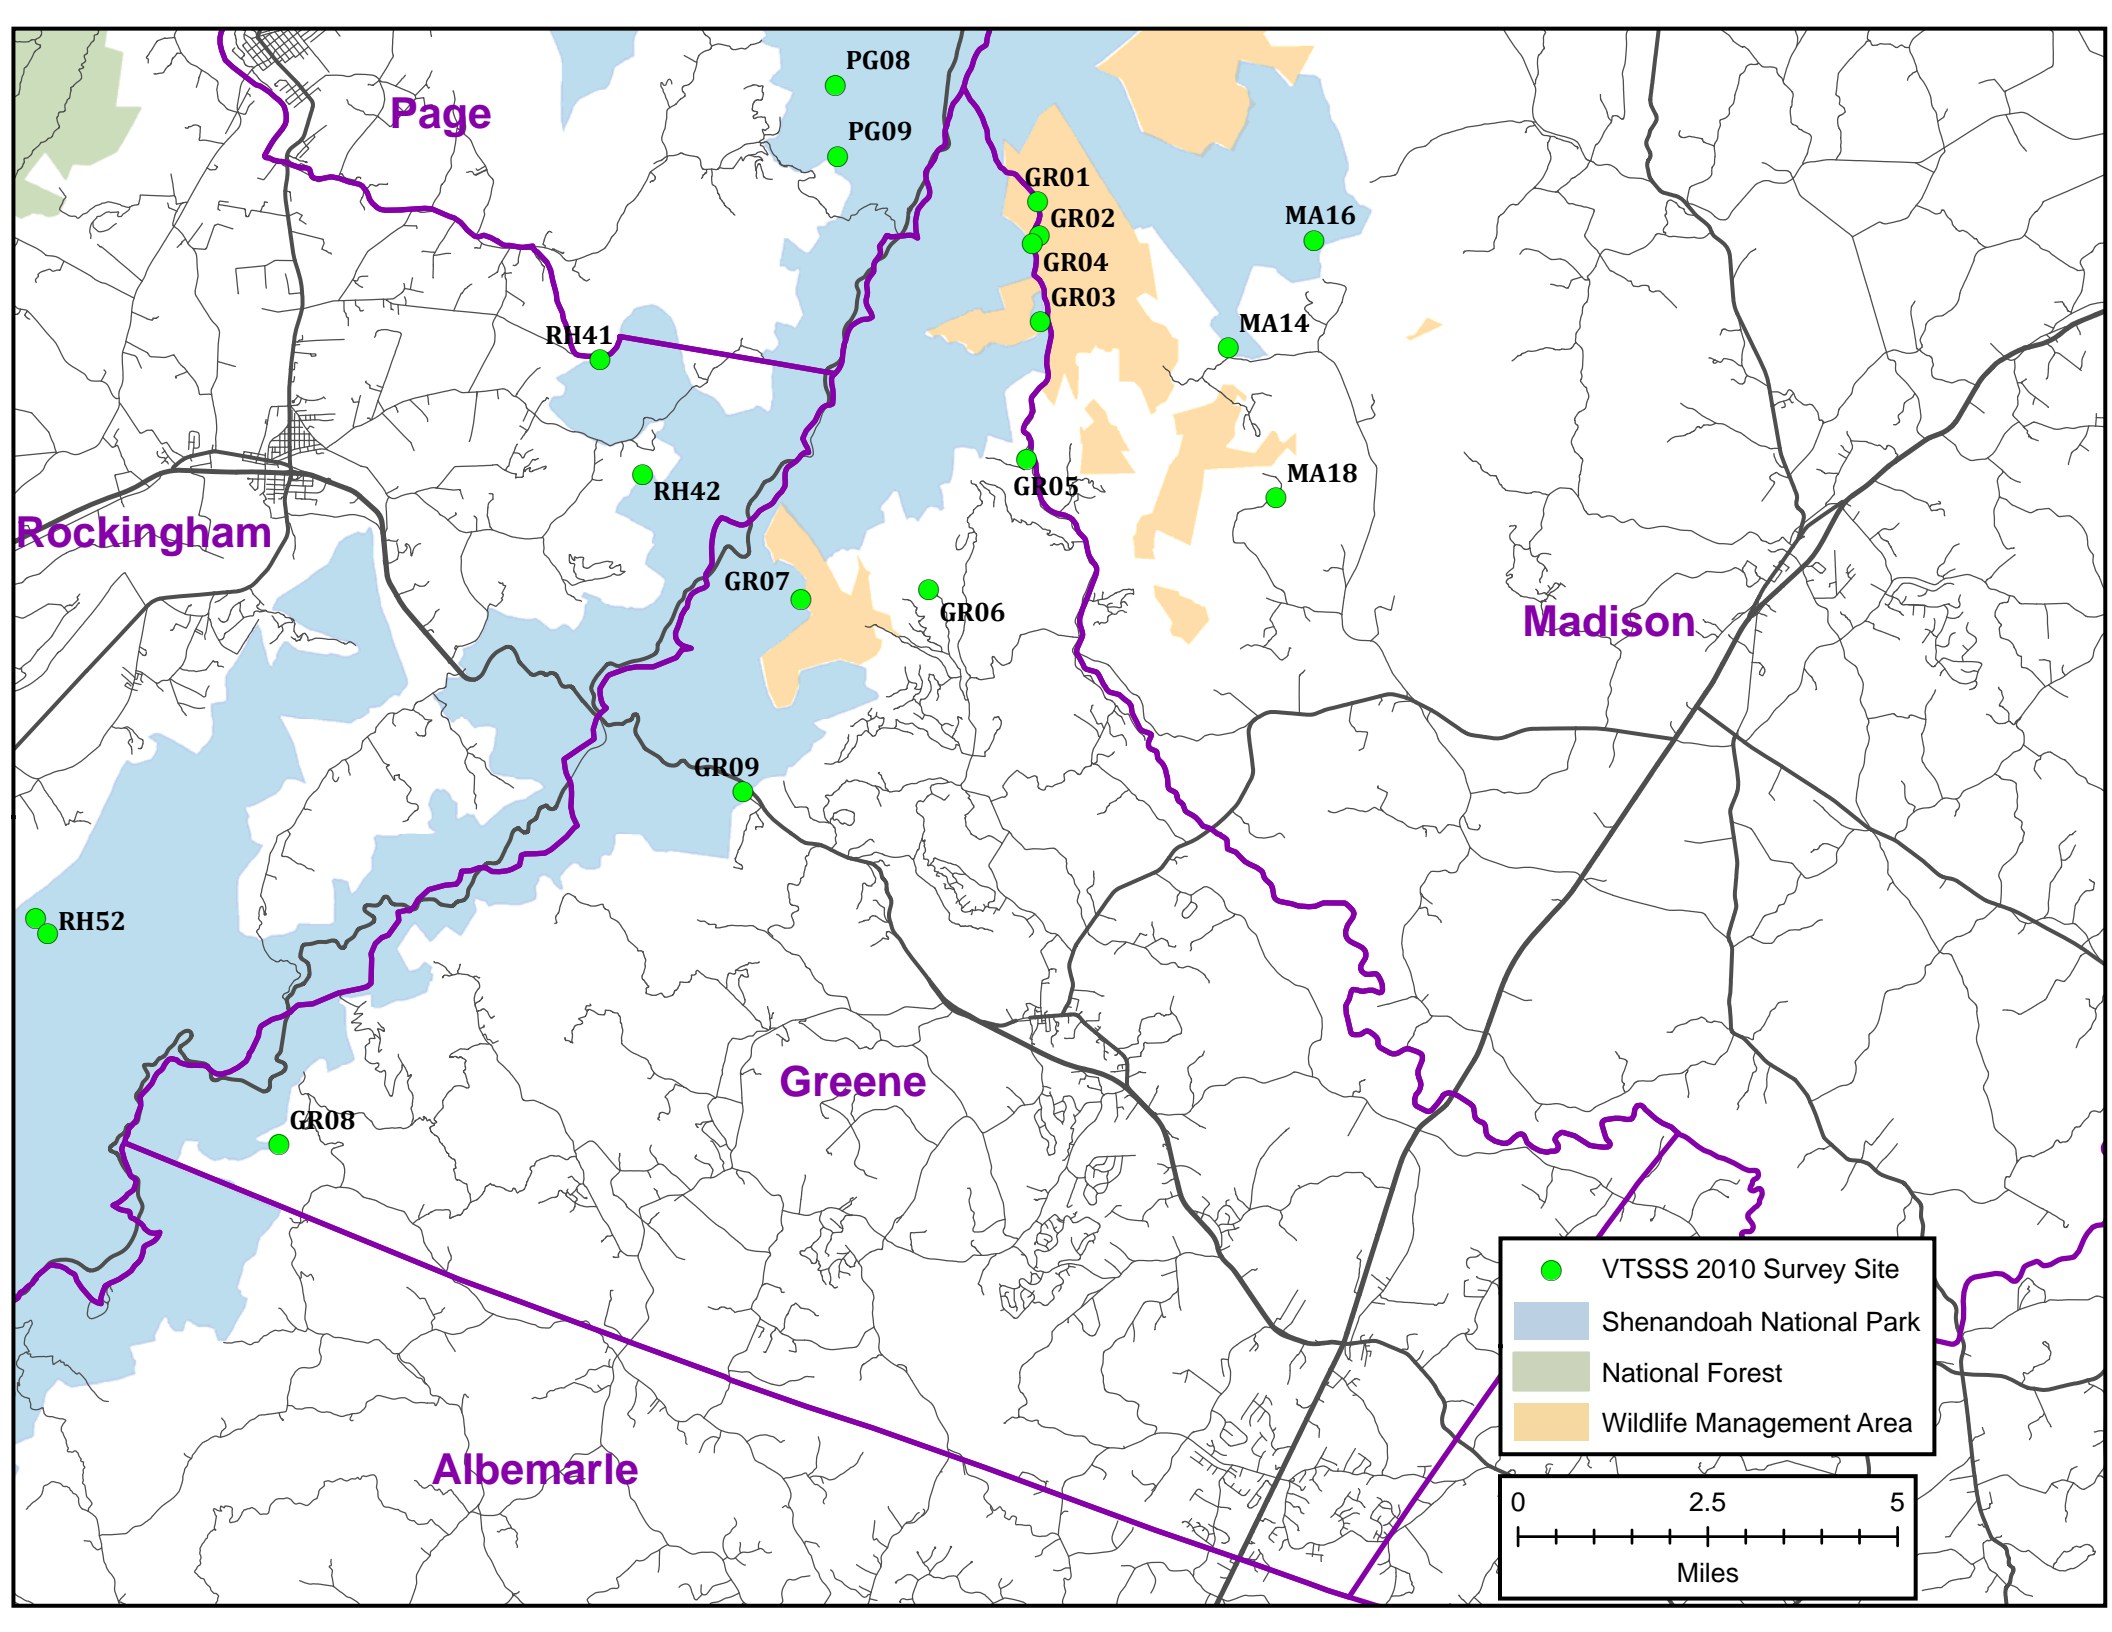 PG08
Page
PG09
GR01
GR02
MA16
GR04
GR03
MA14
RH41
MA18
RH42
GR05
Rockingham
GR07
GR06
Madison
GR09
RH52
Greene
GR08
VTSSS 2010 Survey Site
Shenandoah National Park
National Forest
Wildlife Management Area
Albemarle
0 2.5 5
Miles